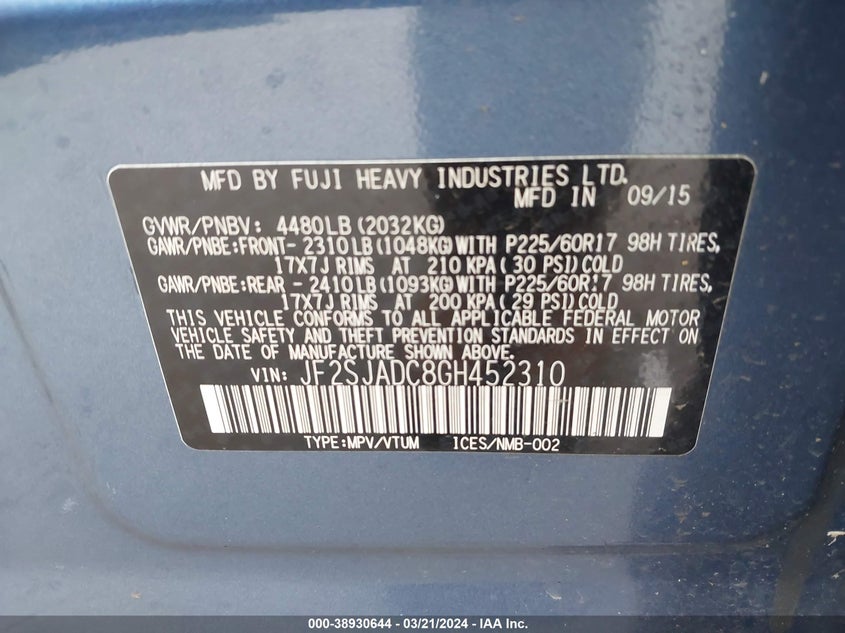 MFD BY FUJI HEAVY INDUSTRIES LTD.
MFD IN 09/15
GVWR/PNBV: 4480LB(2032KG)
GAWR/PNBE:FRONT- 2310LB(1048KG)WITH P225/60R17 98H TIRES,
17X7J RIMS AT 210 KPA( 30 PSI)COLD
GAWR/PNBE:REAR - 2410LB(1093KG)WITH P225/60R17 98H TIRES,
17X7J RIMS AT 200 KPA( 29 PSI)COLD
THIS VEHICLE CONFORMS TO ALL APPLICABLE FEDERAL MOTOR
VEHICLE SAFETY AND THEFT PREVENTION STANDARDS IN EFFECT ON
THE DATE OF MANUFACTURE SHOWN ABOVE.
VIN: JF2SJADC8GH452310
TYPE:MPV/VTUM ICES/NMB-002
000-38930644 / 03/21/2024 - IAA Inc.